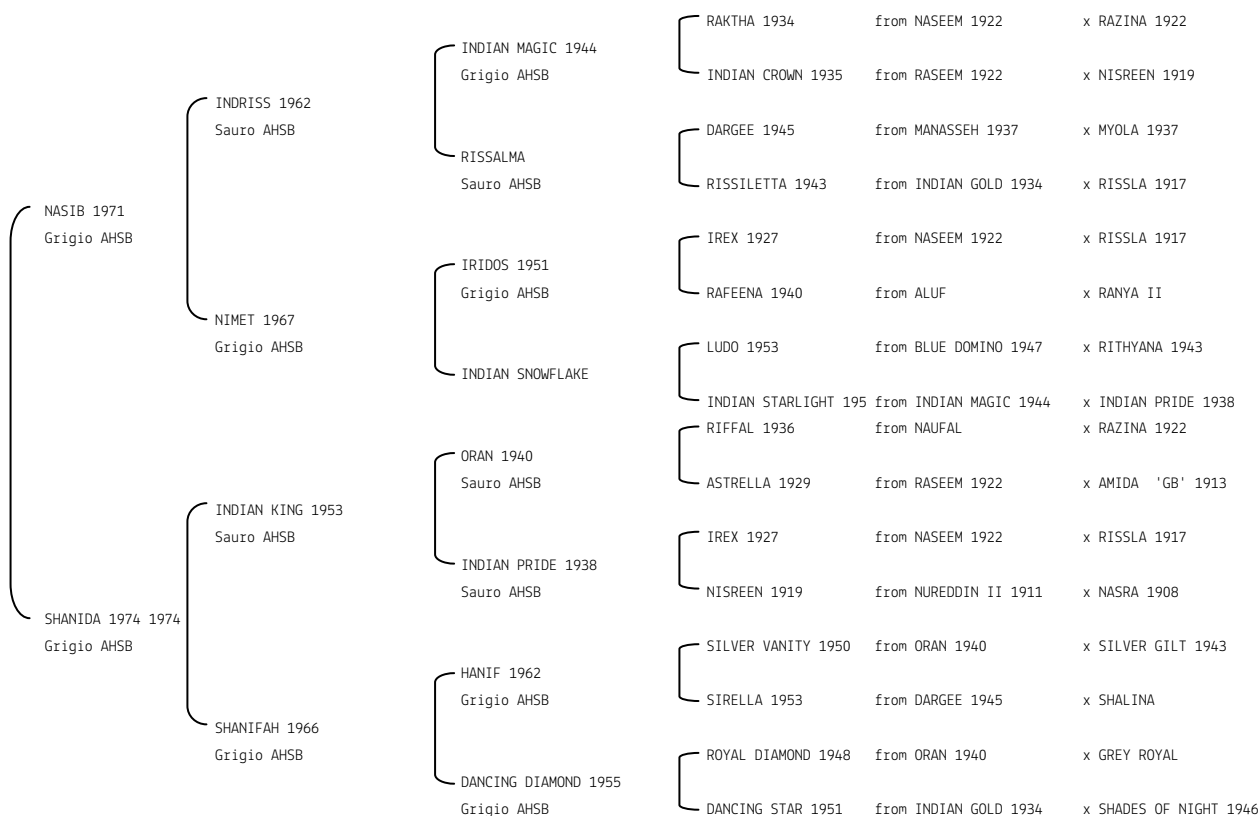 RAKTHA 1934 from NASEEM 1922 x RAZINA 1922
INDIAN MAGIC 1944
Grigio AHSB INDIAN CROWN 1935 from RASEEM 1922 x NISREEN 1919
INDRISS 1962
Sauro AHSB DARGEE 1945 from MANASSEH 1937 x MYOLA 1937
RISSALMA
Sauro AHSB RISSILETTA 1943 from INDIAN GOLD 1934 x RISSLA 1917
NASIB 1971
Grigio AHSB IREX 1927 from NASEEM 1922 x RISSLA 1917
IRIDOS 1951
Grigio AHSB RAFEENA 1940 from ALUF x RANYA II
NIMET 1967
Grigio AHSB LUDO 1953 from BLUE DOMINO 1947 x RITHYANA 1943
INDIAN SNOWFLAKE
INDIAN STARLIGHT 195 from INDIAN MAGIC 1944 x INDIAN PRIDE 1938
RIFFAL 1936 from NAUFAL x RAZINA 1922
ORAN 1940
Sauro AHSB ASTRELLA 1929 from RASEEM 1922 x AMIDA 'GB' 1913
INDIAN KING 1953
Sauro AHSB IREX 1927 from NASEEM 1922 x RISSLA 1917
INDIAN PRIDE 1938
Sauro AHSB NISREEN 1919 from NUREDDIN II 1911 x NASRA 1908
SHANIDA 1974 1974
Grigio AHSB SILVER VANITY 1950 from ORAN 1940 x SILVER GILT 1943
HANIF 1962
Grigio AHSB SIRELLA 1953 from DARGEE 1945 x SHALINA
SHANIFAH 1966
Grigio AHSB ROYAL DIAMOND 1948 from ORAN 1940 x GREY ROYAL
DANCING DIAMOND 1955
Grigio AHSB DANCING STAR 1951 from INDIAN GOLD 1934 x SHADES OF NIGHT 1946